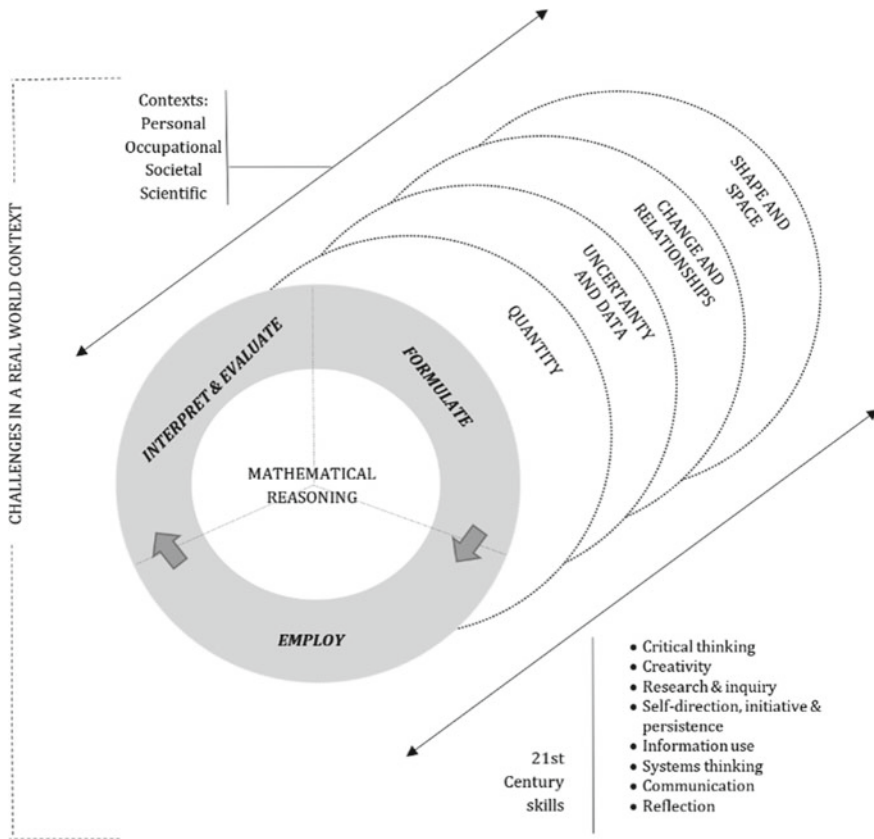 CHALLENGES IN A REAL WORLD CONTEXT
Contexts:
Personal
Occupational
Societal
Scientific
SHAPE AND
SPACE
CHANGE AND
RELATIONSHIPS
UNCERTAINTY
AND DATA
QUANTITY
INTERPRET & EVALUATE
FORMULATE
MATHEMATICAL
REASONING
EMPLOY
21st
Century
skills
• Critical thinking
• Creativity
• Research & inquiry
• Self-direction, initiative &
persistence
• Information use
• Systems thinking
• Communication
• Reflection